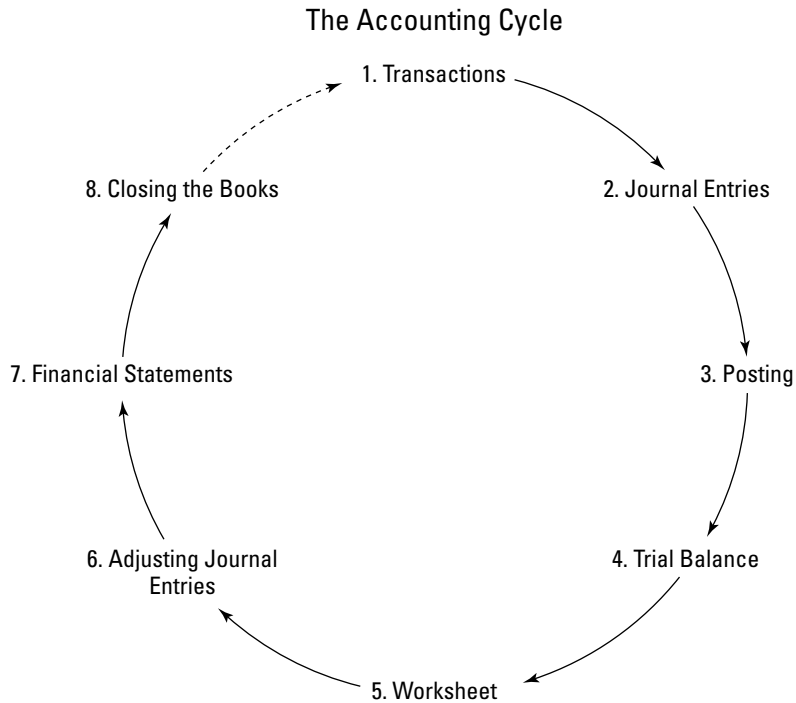 The Accounting Cycle
1. Transactions
2. Journal Entries
3. Posting
4. Trial Balance
5. Worksheet
6. Adjusting Journal
Entries
7. Financial Statements
8. Closing the Books